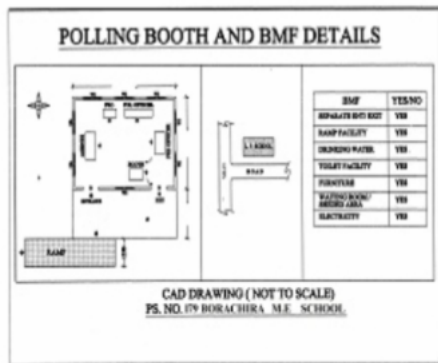 POLLING BOOTH AND BMF DETAILS
ROAD
RAMP
BMF YES/NO
SEPARATE ENT/EXIT YES
RAMP FACILITY YES
DRINKING WATER YES
TOILET FACILITY YES
FURNITURE YES
WAITING ROOM/
YES
ELECTRICITY YES
CAD DRAWING ( NOT TO SCALE)
PS. NO. 179 BORACHIRA M.E SCHOOL